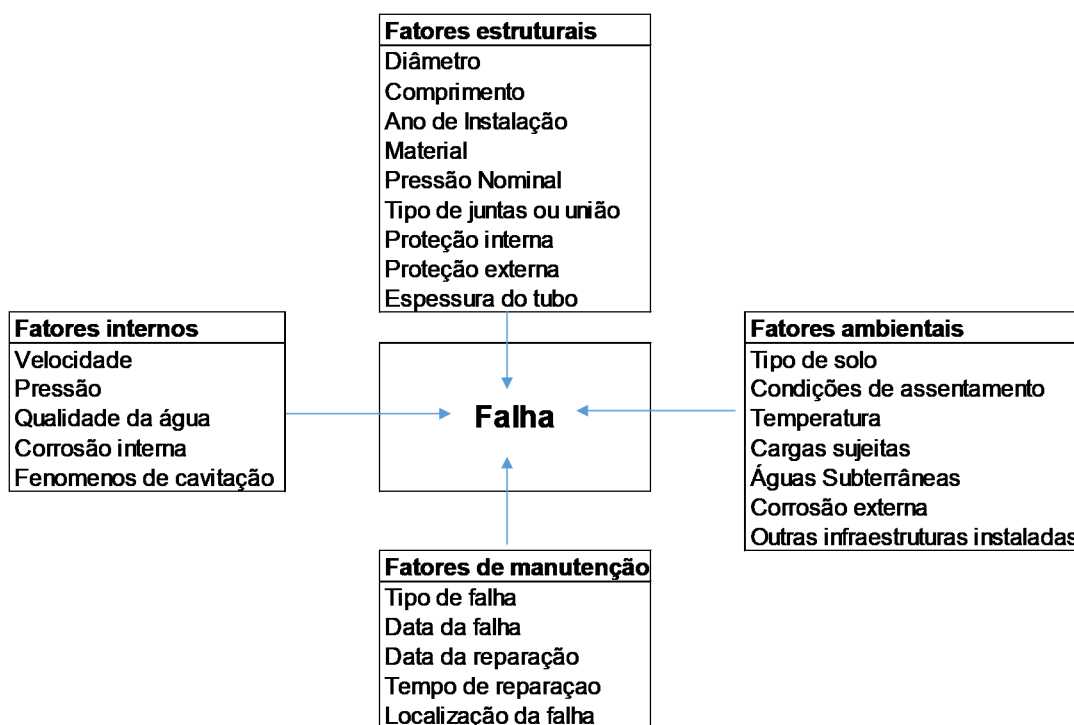 Fatores estruturais
Diâmetro
Comprimento
Ano de Instalação
Material
Pressão Nominal
Tipo de juntas ou união
Proteção interna
Proteção externa
Espessura do tubo
Fatores internos
Velocidade
Pressão
Qualidade da água
Corrosão interna
Fenomenos de cavitação
Falha
Fatores ambientais
Tipo de solo
Condições de assentamento
Temperatura
Cargas sujeitas
Águas Subterrâneas
Corrosão externa
Outras infraestruturas instaladas
Fatores de manutenção
Tipo de falha
Data da falha
Data da reparação
Tempo de reparaçao
Localização da falha